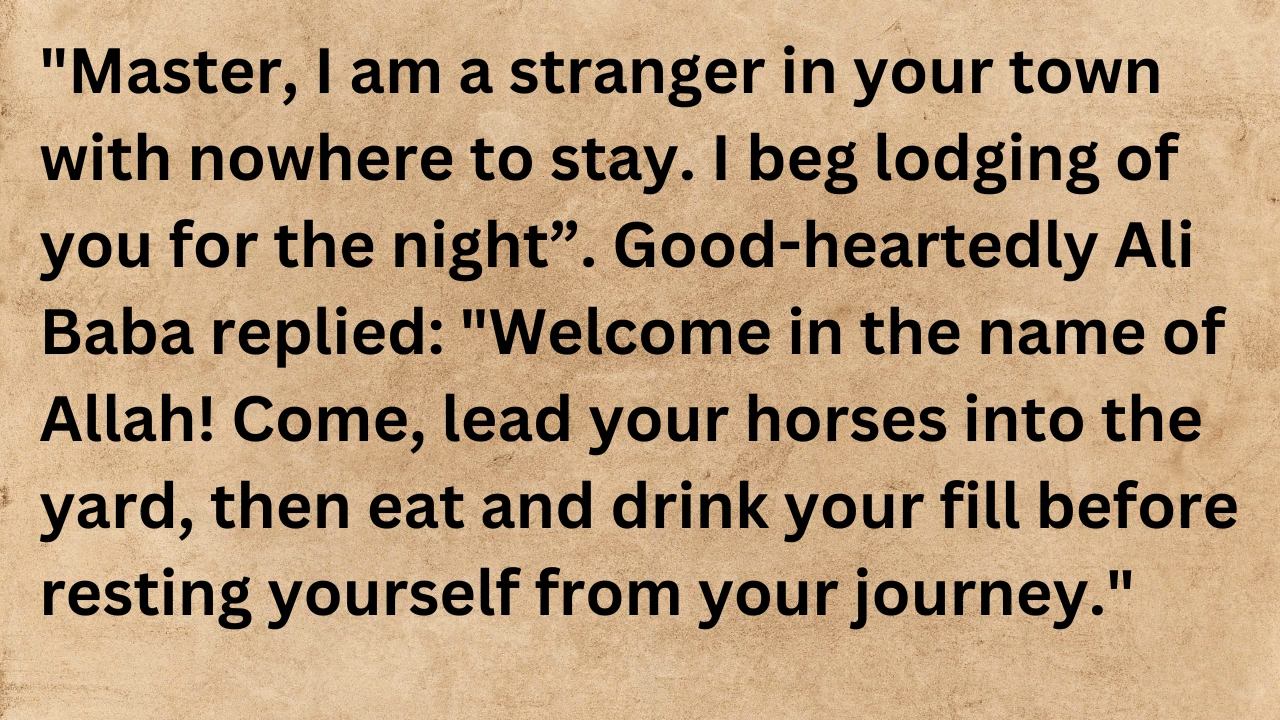 "Master, I am a stranger in your town
with nowhere to stay. I beg lodging of
you for the night”. Good-heartedly Ali
Baba replied: "Welcome in the name of
Allah! Come, lead your horses into the
yard, then eat and drink your fill before
resting yourself from your journey."